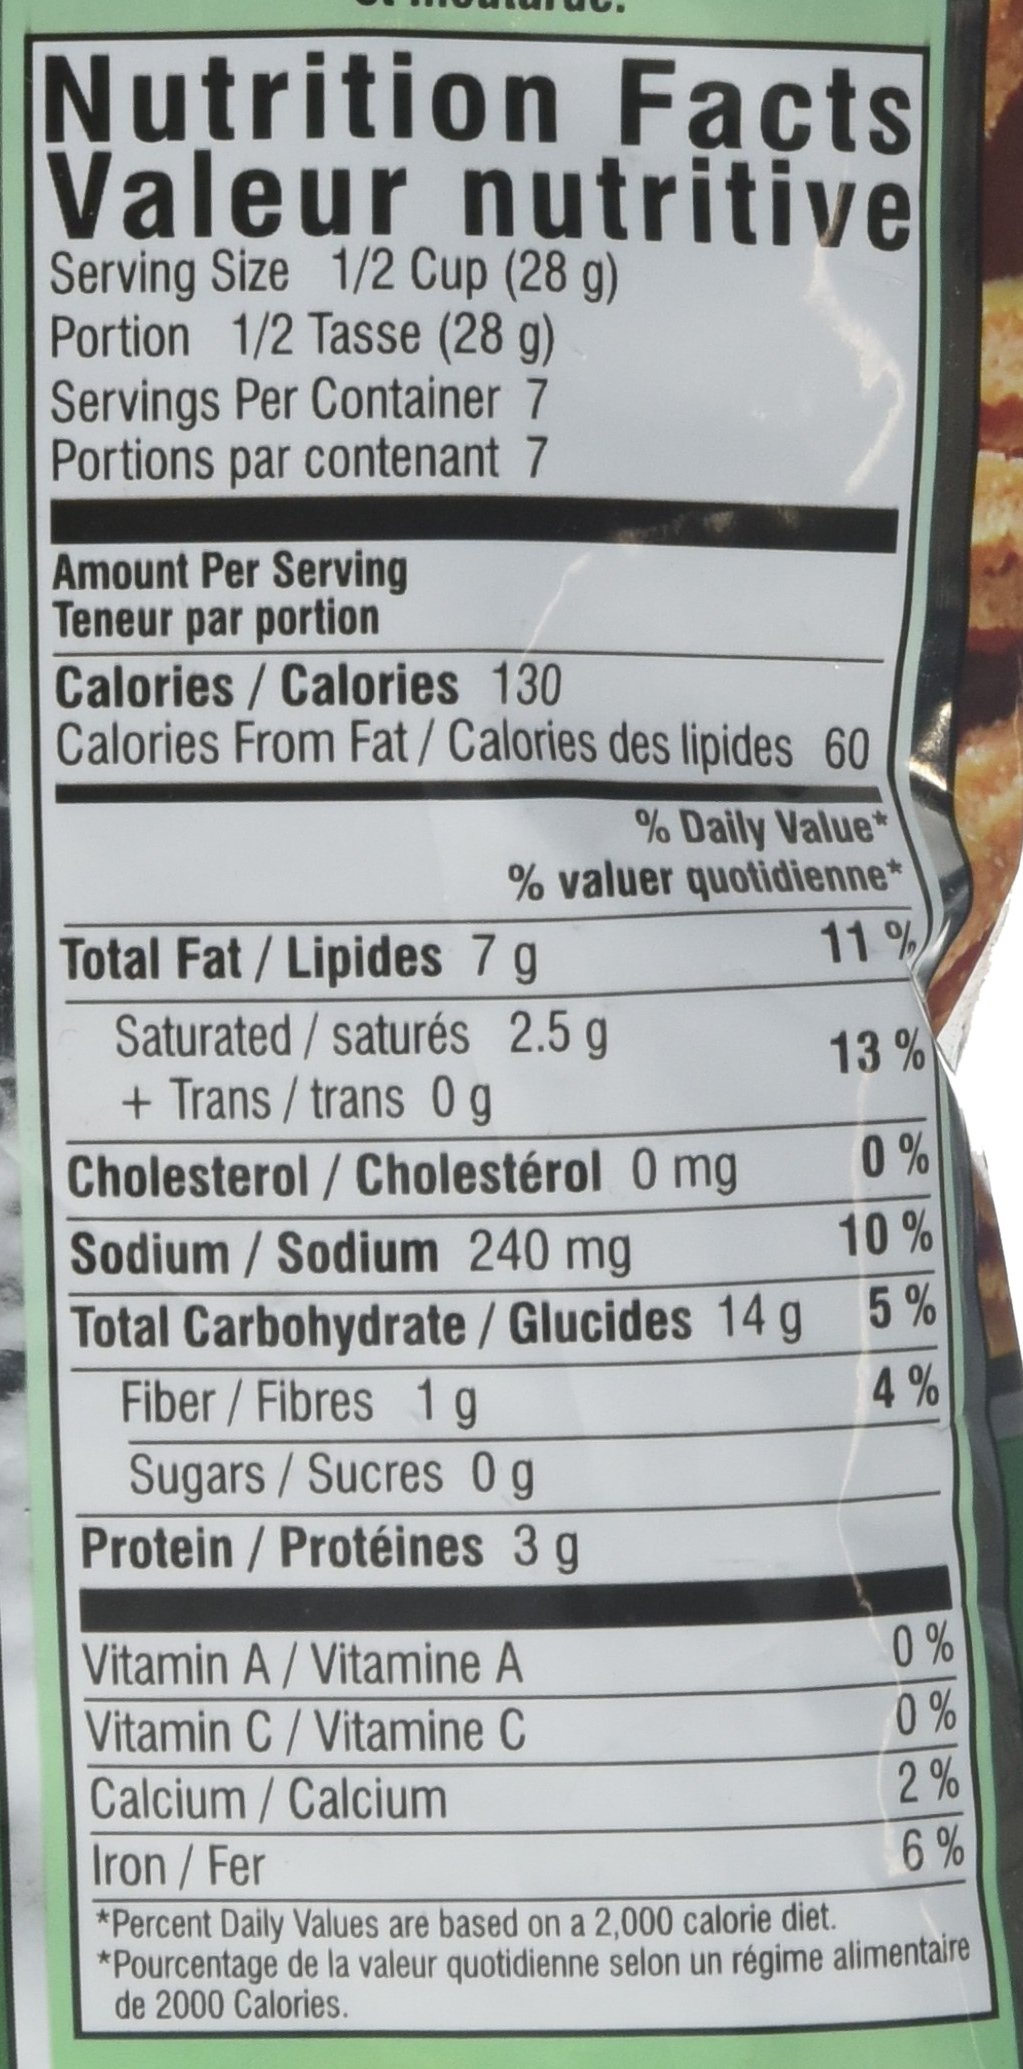 Nutrition Facts
Valeur nutritive
Serving Size 1/2 Cup (28 g)
Portion 1/2 Tasse (28 g)
Servings Per Container 7
Portions par contenant 7
Amount Per Serving
Teneur par portion
Calories / Calories 130
Calories From Fat / Calories des lipides 60
% Daily Value*
% valuer quotidienne*
Total Fat / Lipides 7 g 11 %
Saturated / saturés 2.5 g 13 %
+ Trans / trans 0 g
Cholesterol / Cholestérol 0 mg 0 %
Sodium / Sodium 240 mg 10 %
Total Carbohydrate / Glucides 14 g 5 %
Fiber / Fibres 1 g 4 %
Sugars / Sucres 0 g
Protein / Protéines 3 g
Vitamin A / Vitamine A 0 %
Vitamin C / Vitamine C 0 %
Calcium / Calcium 2 %
Iron / Fer 6 %
*Percent Daily Values are based on a 2,000 calorie diet.
*Pourcentage de la valeur quotidienne selon un régime alimentaire
de 2000 Calories.